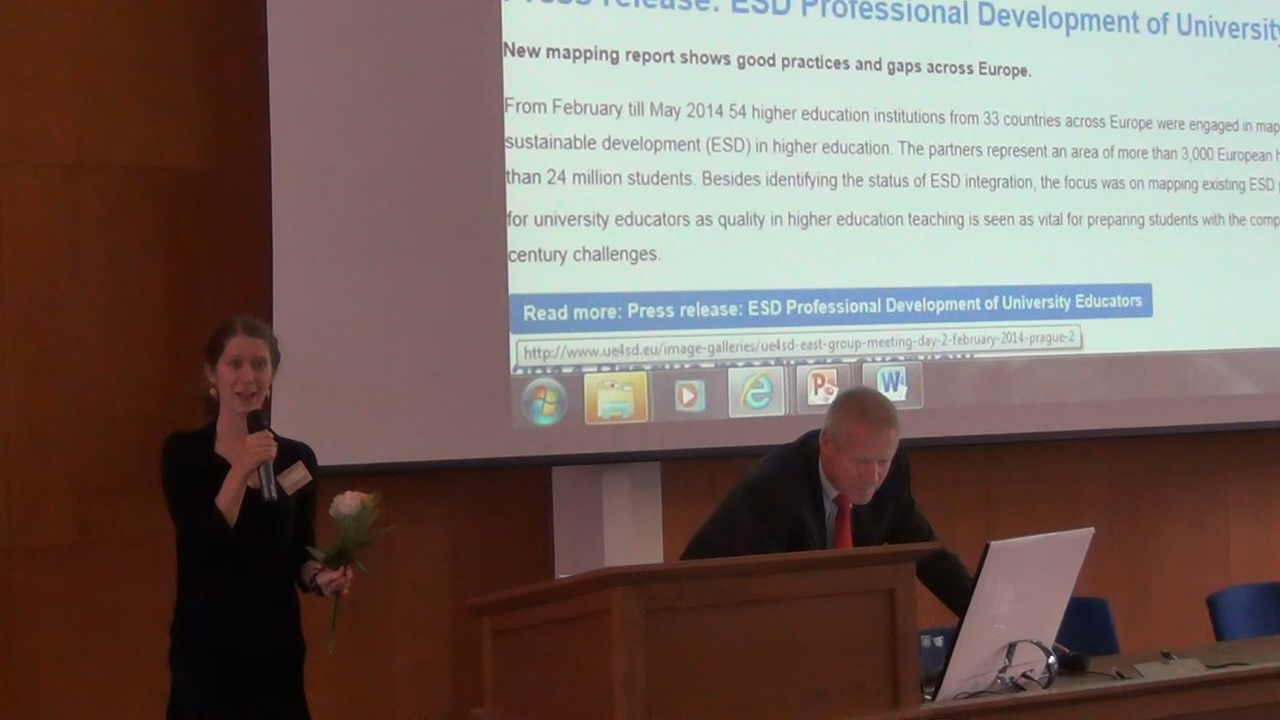 Press release: ESD Professional Development of University
New mapping report shows good practices and gaps across Europe.
From February till May 2014 54 higher education institutions from 33 countries across Europe were engaged in map
sustainable development (ESD) in higher education. The partners represent an area of more than 3,000 European h
than 24 million students. Besides identifying the status of ESD integration, the focus was on mapping existing ESD
for university educators as quality in higher education teaching is seen as vital for preparing students with the comp
century challenges.
Read more: Press release: ESD Professional Development of University Educators
http://www.ue4sd.eu/image-galleries/ue4sd-east-group-meeting-day-2-february-2014-prague-2